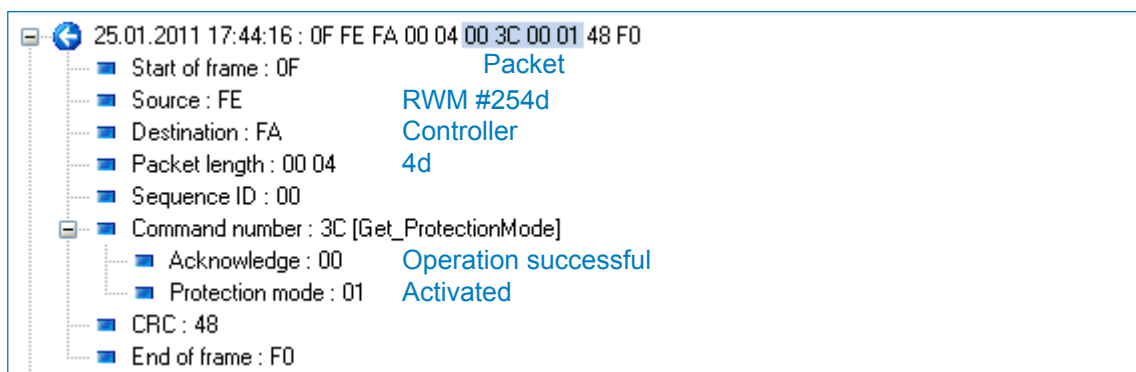 25.01.2011 17:44:16 : 0F FE FA 00 04 00 3C 00 01 48 F0
Start of frame : 0F Packet
Source : FE RWM #254d
Destination : FA Controller
Packet length : 00 04 4d
Sequence ID : 00
Command number : 3C [Get_ProtectionMode]
Acknowledge : 00 Operation successful
Protection mode : 01 Activated
CRC : 48
End of frame : F0